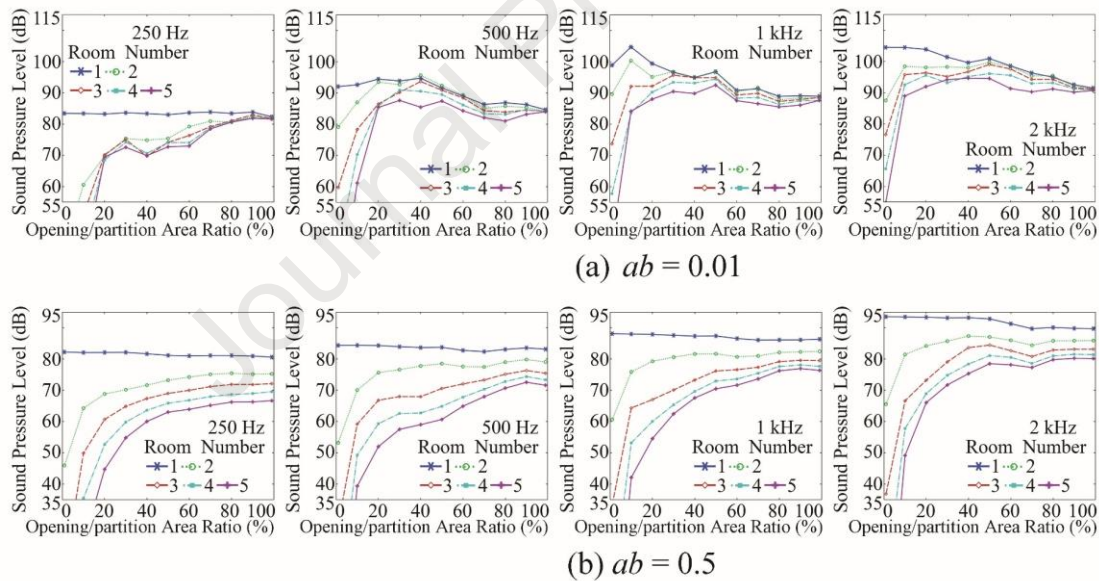 Journal Pr
Sound Pressure Level (dB)
115
110
100
90
80
70
60
55
250 Hz
Room Number
1 2
3 4 5
0 20 40 60 80 100
Opening/partition Area Ratio (%)
Sound Pressure Level (dB)
115
110
100
90
80
70
60
55
500 Hz
Room Number
1 2
3 4 5
0 20 40 60 80 100
Opening/partition Area Ratio (%)
Sound Pressure Level (dB)
115
110
100
90
80
70
60
55
1 kHz
Room Number
1 2
3 4 5
0 20 40 60 80 100
Opening/partition Area Ratio (%)
Sound Pressure Level (dB)
115
110
100
90
80
70
60
55
2 kHz
Room Number
1 2
3 4 5
0 20 40 60 80 100
Opening/partition Area Ratio (%)
(a) ab = 0.01
Sound Pressure Level (dB)
95
80
70
60
50
40
35
250 Hz
Room Number
1 2
3 4 5
0 20 40 60 80 100
Opening/partition Area Ratio (%)
Sound Pressure Level (dB)
95
80
70
60
50
40
35
500 Hz
Room Number
1 2
3 4 5
0 20 40 60 80 100
Opening/partition Area Ratio (%)
Sound Pressure Level (dB)
95
80
70
60
50
40
35
1 kHz
Room Number
1 2
3 4 5
0 20 40 60 80 100
Opening/partition Area Ratio (%)
Sound Pressure Level (dB)
95
80
70
60
50
40
35
2 kHz
Room Number
1 2
3 4 5
0 20 40 60 80 100
Opening/partition Area Ratio (%)
(b) ab = 0.5